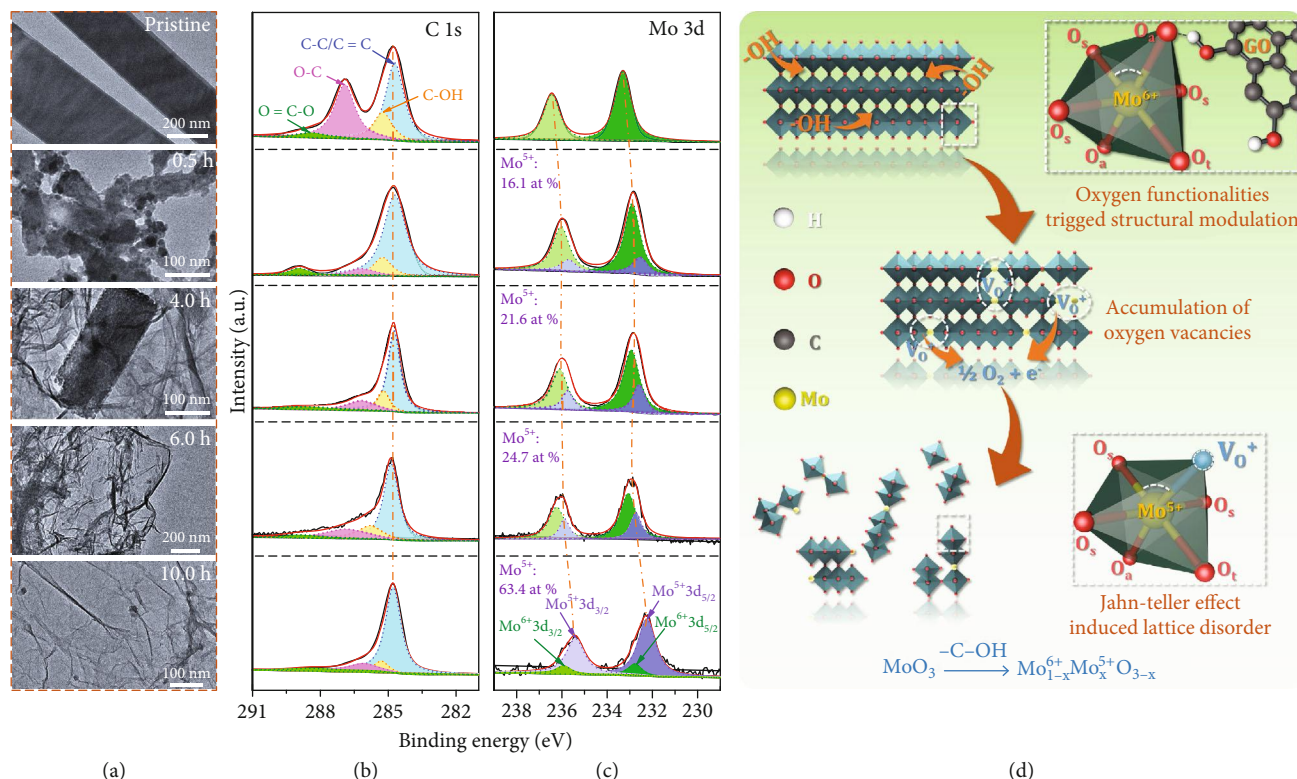 Pristine
200 nm
0.5 h
100 nm
4.0 h
100 nm
6.0 h
200 nm
10.0 h
100 nm
(a)
Intensity (a.u.)
C 1s
C-C/C = C
O-C
C-OH
O = C-O
291 288 285 282
(b)
Mo 3d
Mo⁵⁺:
16.1 at %
Mo⁵⁺:
21.6 at %
Mo⁵⁺:
24.7 at %
Mo⁵⁺:
63.4 at %
Mo⁵⁺3d₃/₂
Mo⁵⁺3d₅/₂
Mo⁶⁺3d₃/₂
Mo⁶⁺3d₅/₂
238 236 234 232 230
Binding energy (eV)
(c)
-OH
-OH
-OH
Oₛ
Oₐ
GO
Mo⁶⁺
Oₛ
Oₛ
Oₐ
Oₜ
Oxygen functionalities
trigged structural modulation
H
O
C
Mo
V₀⁺
V₀⁺
V₀⁺
½ O₂ + e⁻
Accumulation of
oxygen vacancies
Oₛ
V₀⁺
Mo⁵⁺
Oₛ
Oₛ
Oₐ
Oₜ
Jahn-teller effect
induced lattice disorder
–C–OH
MoO₃ ⟶ Mo⁶⁺₁₋ₓMo⁵⁺ₓO₃₋ₓ
(d)